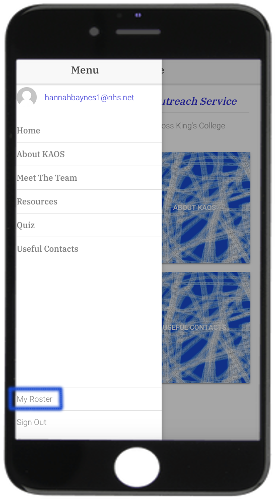 Menu
hannahbaynes1@nhs.net
Home
About KAOS
Meet The Team
Resources
Quiz
Useful Contacts
My Roster
Sign Out
e
utreach Service
oss King's College
ABOUT KAOS
USEFUL CONTACTS